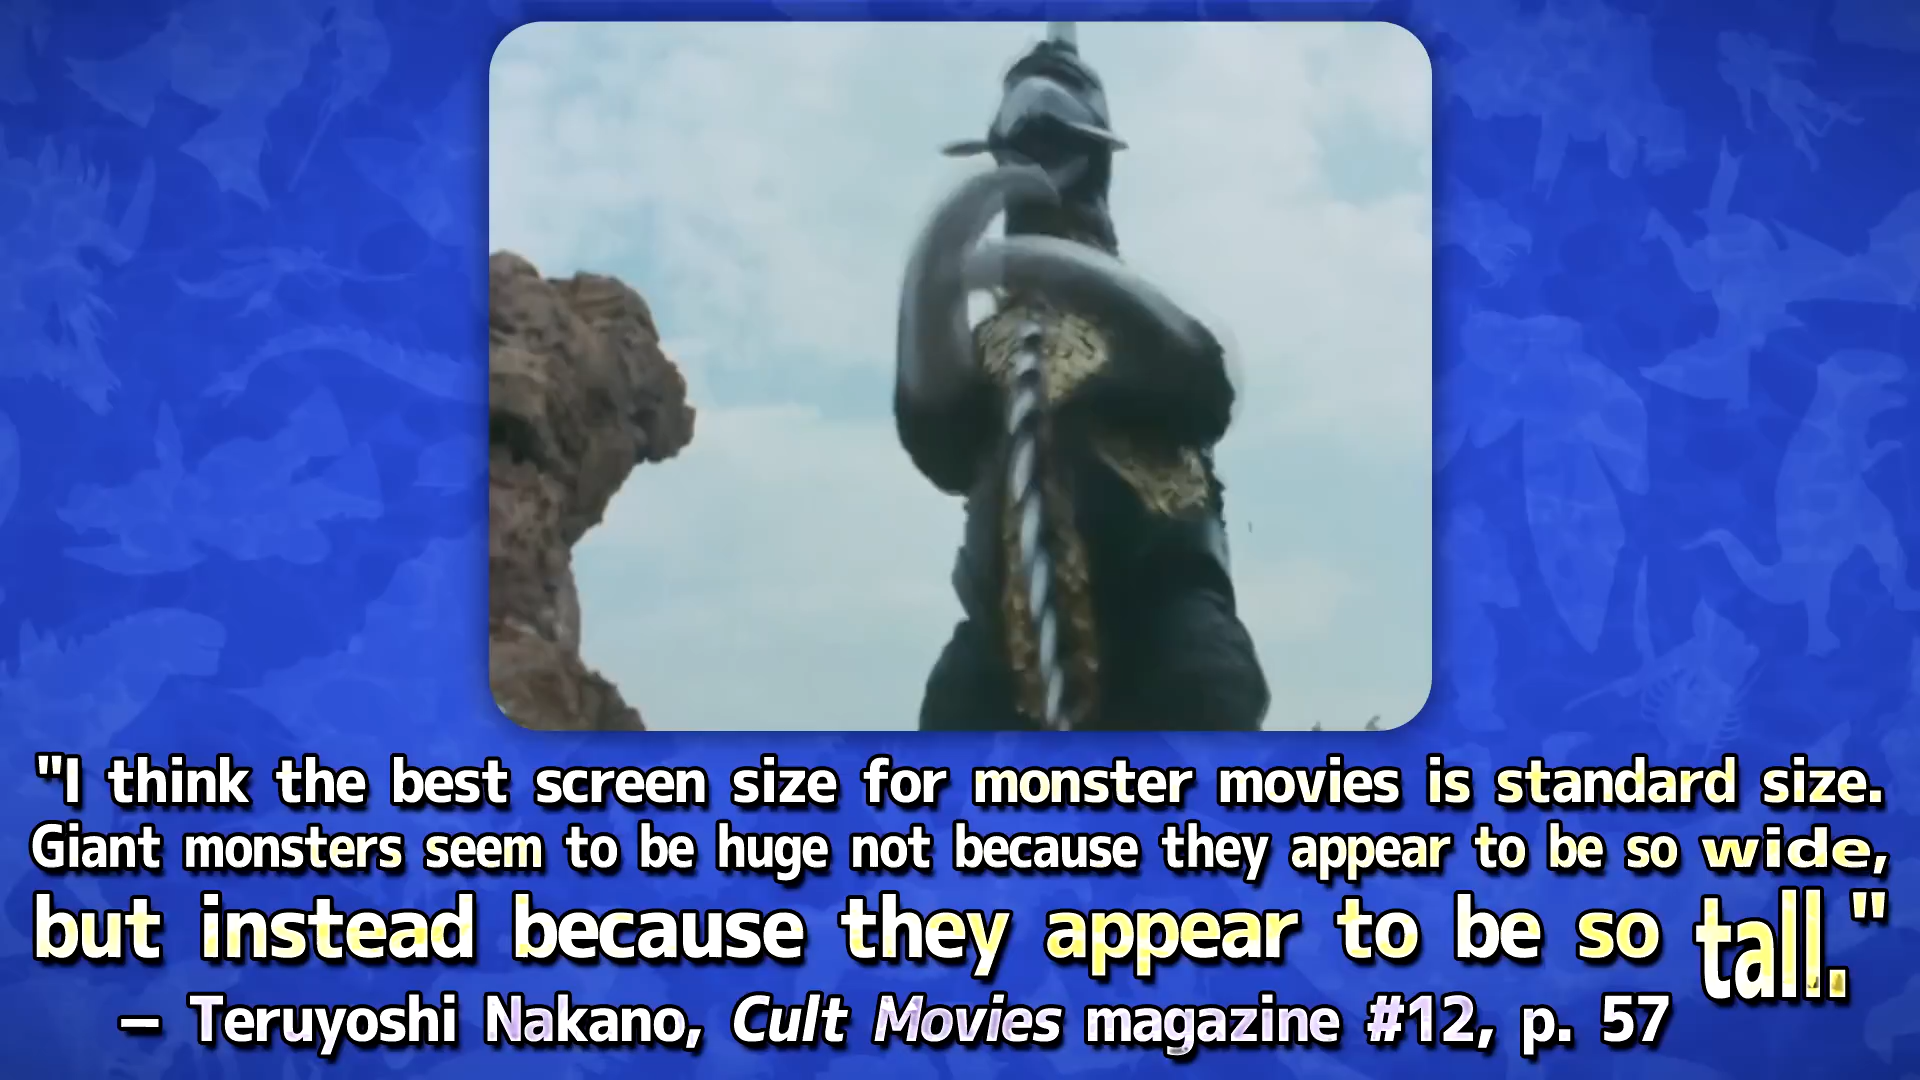 "I think the best screen size for monster movies is standard size.
Giant monsters seem to be huge not because they appear to be so wide,
but instead because they appear to be so tall."
– Teruyoshi Nakano, Cult Movies magazine #12, p. 57